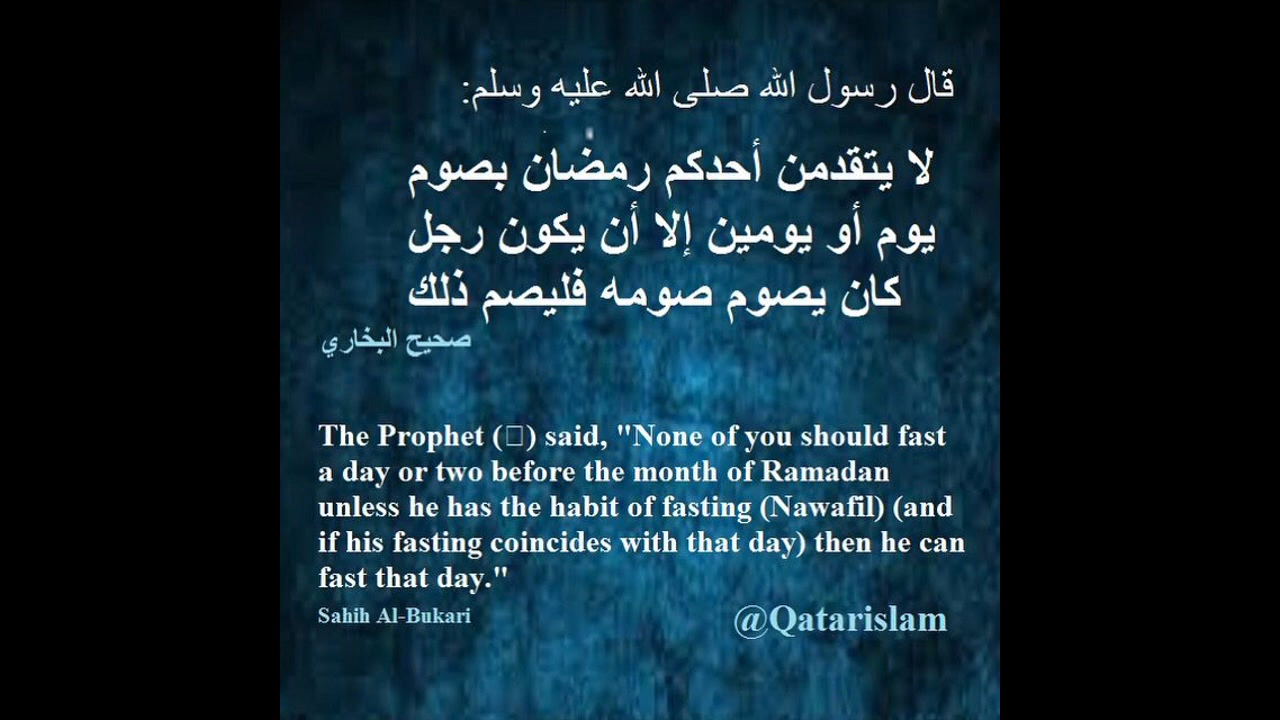 قال رسول الله صلى الله عليه وسلم:
لا يتقدمن أحدكم رمضان بصوم
يوم أو يومين إلا أن يكون رجل
كان يصوم صومه فليصم ذلك
صحيح البخاري
The Prophet (□) said, "None of you should fast
a day or two before the month of Ramadan
unless he has the habit of fasting (Nawafil) (and
if his fasting coincides with that day) then he can
fast that day."
Sahih Al-Bukari
@Qatarislam